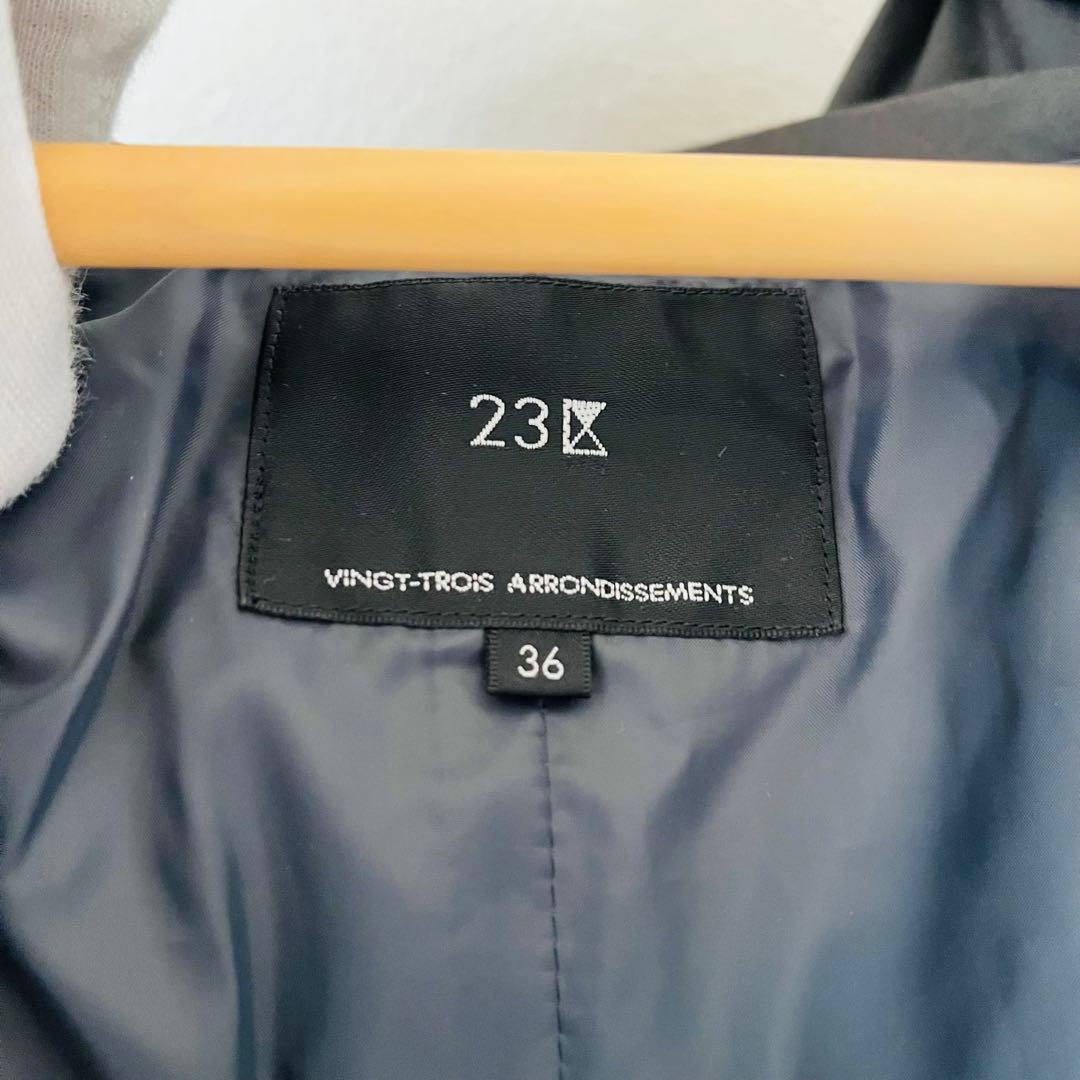 23区
VINGT-TROIS ARRONDISSEMENTS
36